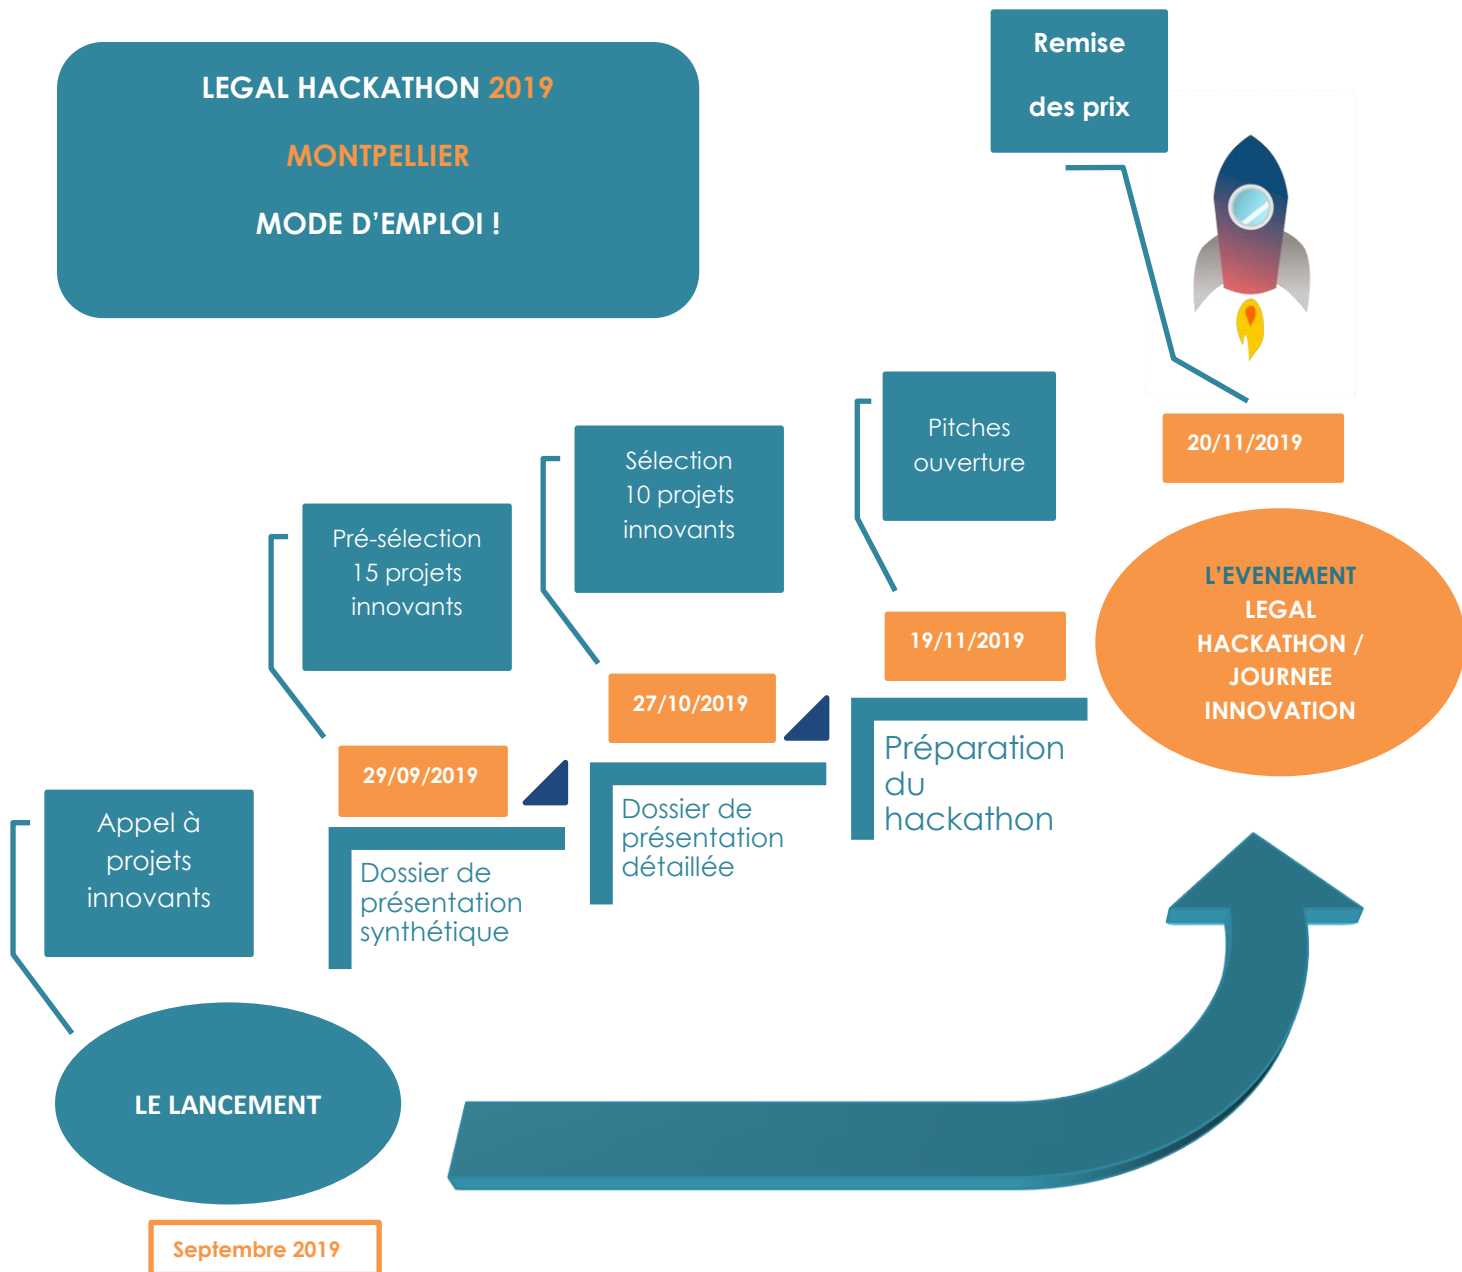 LEGAL HACKATHON 2019
MONTPELLIER
MODE D’EMPLOI !
Remise
des prix
20/11/2019
L’EVENEMENT
LEGAL
HACKATHON /
JOURNEE
INNOVATION
Pitches
ouverture
19/11/2019
Préparation
du
hackathon
Sélection
10 projets
innovants
27/10/2019
Dossier de
présentation
détaillée
Pré-sélection
15 projets
innovants
29/09/2019
Dossier de
présentation
synthétique
Appel à
projets
innovants
LE LANCEMENT
Septembre 2019